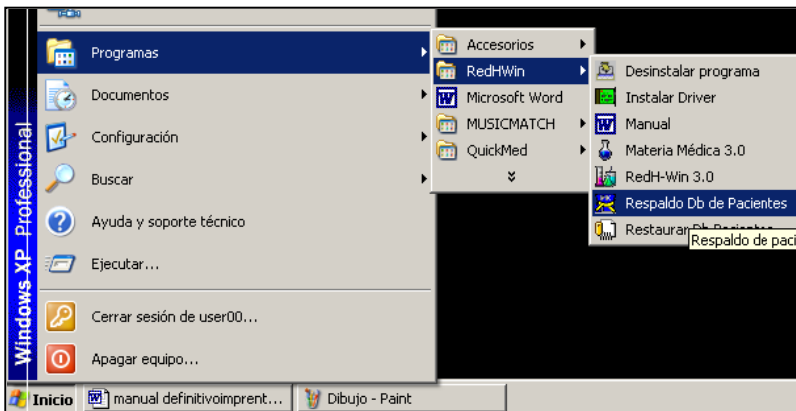 Windows XP Professional
Programas
Documentos
Configuración
Buscar
Ayuda y soporte técnico
Ejecutar...
Cerrar sesión de user00...
Apagar equipo...
Accesorios
RedHWin
Microsoft Word
MUSICMATCH
QuickMed
Desinstalar programa
Instalar Driver
Manual
Materia Médica 3.0
RedH-Win 3.0
Respaldo Db de Pacientes
Restaurar Db Pacientes
Respaldo de paci
Inicio
manual definitivoimprent...
Dibujo - Paint